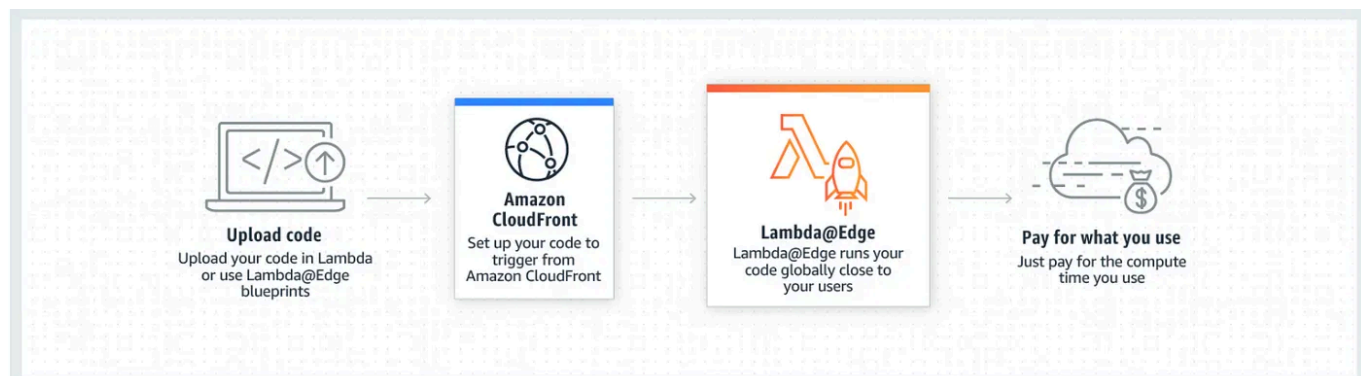 </>
Upload code
Upload your code in Lambda
or use Lambda@Edge
blueprints
Amazon
CloudFront
Set up your code to
trigger from
Amazon CloudFront
Lambda@Edge
Lambda@Edge runs your
code globally close to
your users
$
Pay for what you use
Just pay for the compute
time you use